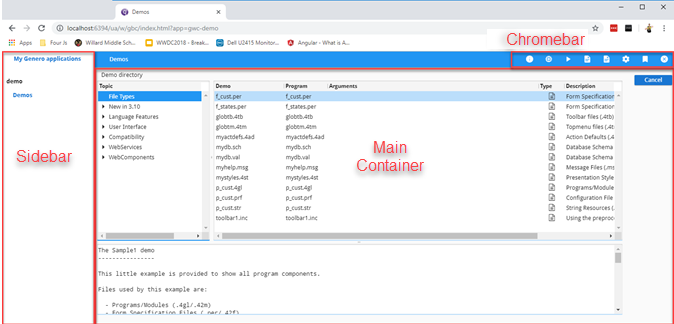 Demos
localhost:6394/ua/w/gbc/index.html?app=gwc-demo
Apps Four Js Willard Middle Sch... WWDC2018 - Break... Dell U2415 Monitor... Angular - What is a...
Chromebar
My Genero applications
Demos
Demo directory
Cancel
demo
Demos
Sidebar
Topic
File Types
New in 3.10
Language Features
User Interface
Compatibility
WebServices
WebComponents
Demo Program Arguments Type Description
f_cust.per f_cust.per Form Specification
f_states.per f_states.per Form Specification
globtb.4tb globtb.4tb Toolbar files (.4tb)
globtm.4tm globtm.4tm Topmenu files (.4t
myactdefs.4ad myactdefs.4ad Action Defaults (.4
mydb.sch mydb.sch Database Schema
mydb.val mydb.val Database Schema
myhelp.msg myhelp.msg Message Files (.ms
mystyles.4st mystyles.4st Presentation Style
p_cust.4gl p_cust.4gl Programs/Module
p_cust.prf p_cust.prf Configuration File
p_cust.str p_cust.str String Resources (.
toolbar1.inc toolbar1.inc Using the preproc
Main
Container
The Sample1 demo
----------------
This little example is provided to show all program components.
Files used by this example are:
- Programs/Modules (.4gl/.42m)
- Form Specification Files (.per/.42f)